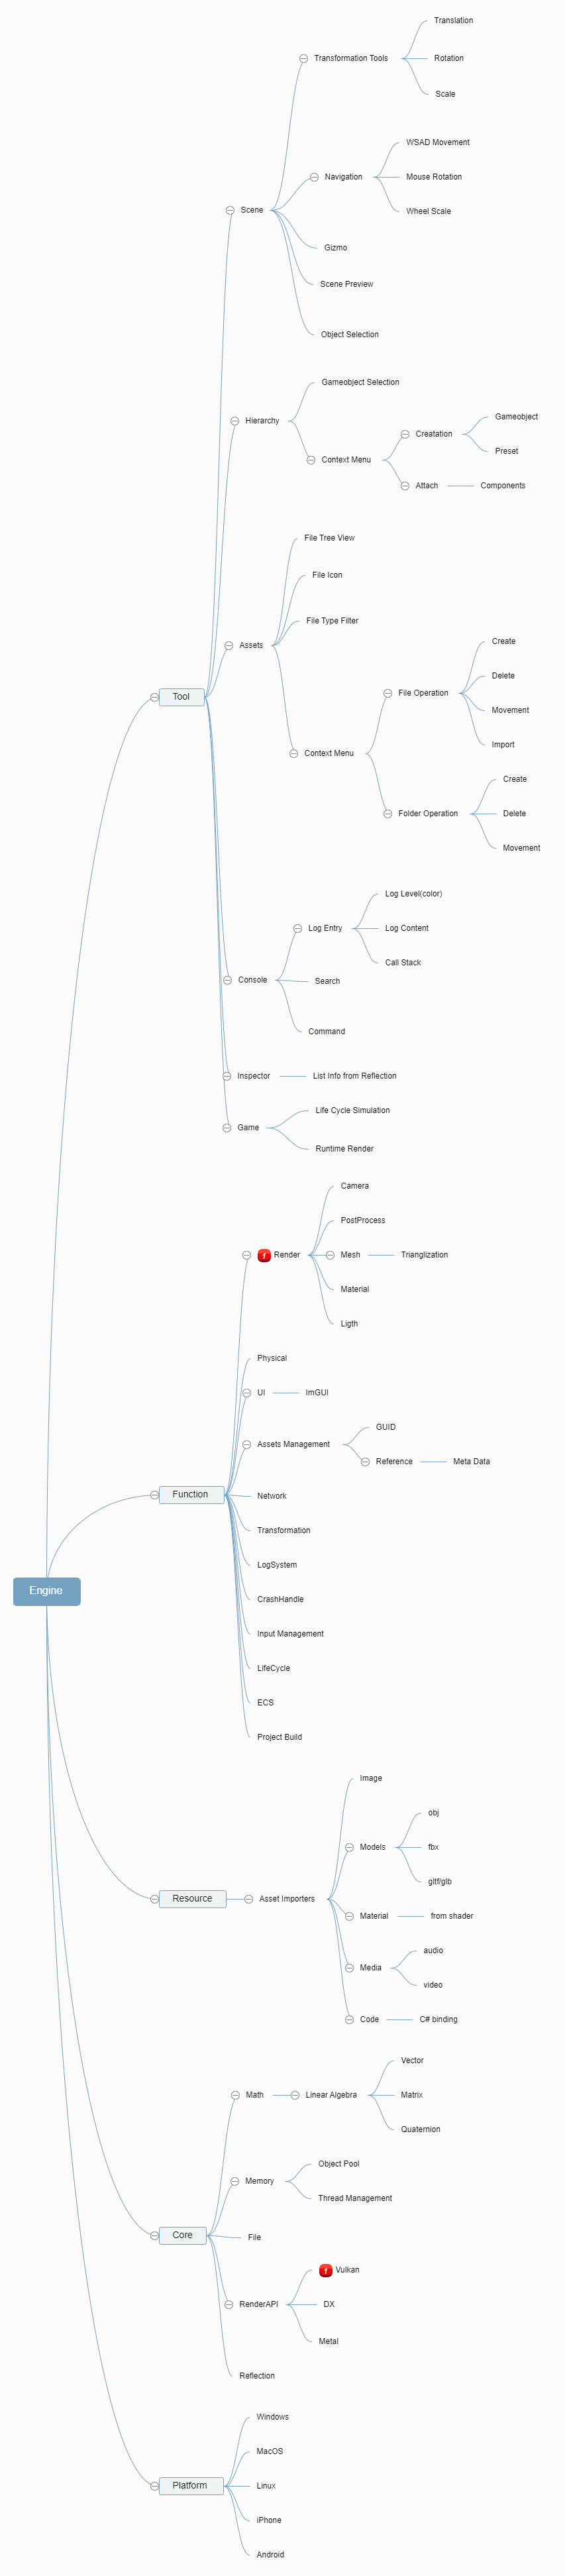 Translation
Transformation Tools
Rotation
Scale
WSAD Movement
Navigation
Mouse Rotation
Wheel Scale
Scene
Gizmo
Scene Preview
Object Selection
Gameobject Selection
Hierarchy
Gameobject
Creatation
Context Menu
Preset
Attach
Components
File Tree View
File Icon
File Type Filter
Assets
Create
Delete
File Operation
Tool
Movement
Import
Context Menu
Create
Folder Operation
Delete
Movement
Log Level(color)
Log Entry
Log Content
Call Stack
Console
Search
Command
Inspector
List Info from Reflection
Life Cycle Simulation
Game
Runtime Render
Camera
PostProcess
Render
Mesh
Trianglization
Material
Ligth
Physical
UI
ImGUI
GUID
Assets Management
Reference
Meta Data
Function
Network
Transformation
LogSystem
Engine
CrashHandle
Input Management
LifeCycle
ECS
Project Build
Image
obj
Models
fbx
gltf/glb
Resource
Asset Importers
Material
from shader
audio
Media
video
Code
C# binding
Vector
Math
Linear Algebra
Matrix
Quaternion
Object Pool
Memory
Thread Management
Core
File
Vulkan
RenderAPI
DX
Metal
Reflection
Windows
MacOS
Platform
Linux
iPhone
Android